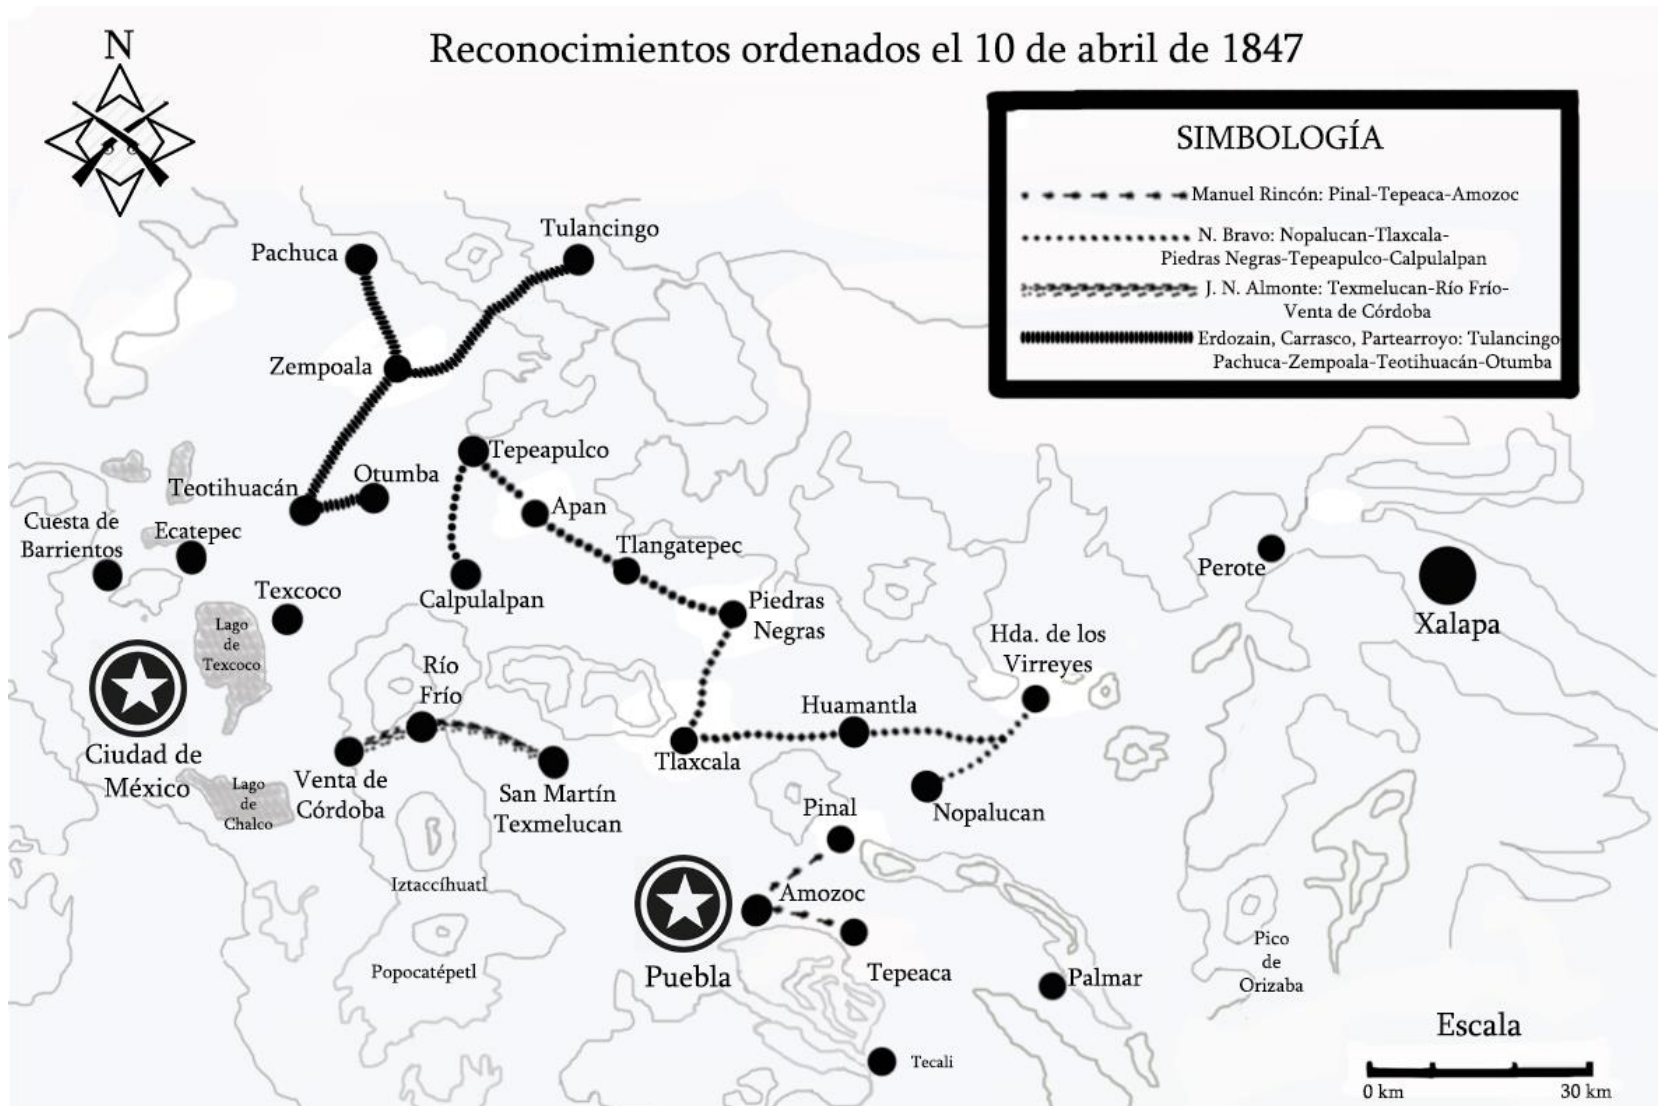 N
Reconocimientos ordenados el 10 de abril de 1847
SIMBOLOGÍA
Manuel Rincón: Pinal-Tepeaca-Amozoc
N. Bravo: Nopalucan-Tlaxcala-
Piedras Negras-Tepeapulco-Calpulalpan
J. N. Almonte: Texmelucan-Río Frío-
Venta de Córdoba
Erdozain, Carrasco, Partearroyo: Tulancingo
Pachuca-Zempoala-Teotihuacán-Otumba
Tulancingo
Pachuca
Zempoala
Tepeapulco
Otumba
Teotihuacán
Apan
Cuesta de
Barrientos
Ecatepec
Tlangatepec
Perote
Texcoco
Calpulalpan
Piedras
Negras
Xalapa
Lago
de
Texcoco
Hda. de los
Virreyes
Río
Frío
Huamantla
Ciudad de
México
Tlaxcala
Venta de
Córdoba
San Martín
Texmelucan
Lago
de
Chalco
Pinal
Nopalucan
Iztaccíhuatl
Amozoc
Popocatépetl
Puebla
Tepeaca
Palmar
Pico
de
Orizaba
Tecali
Escala
0 km
30 km